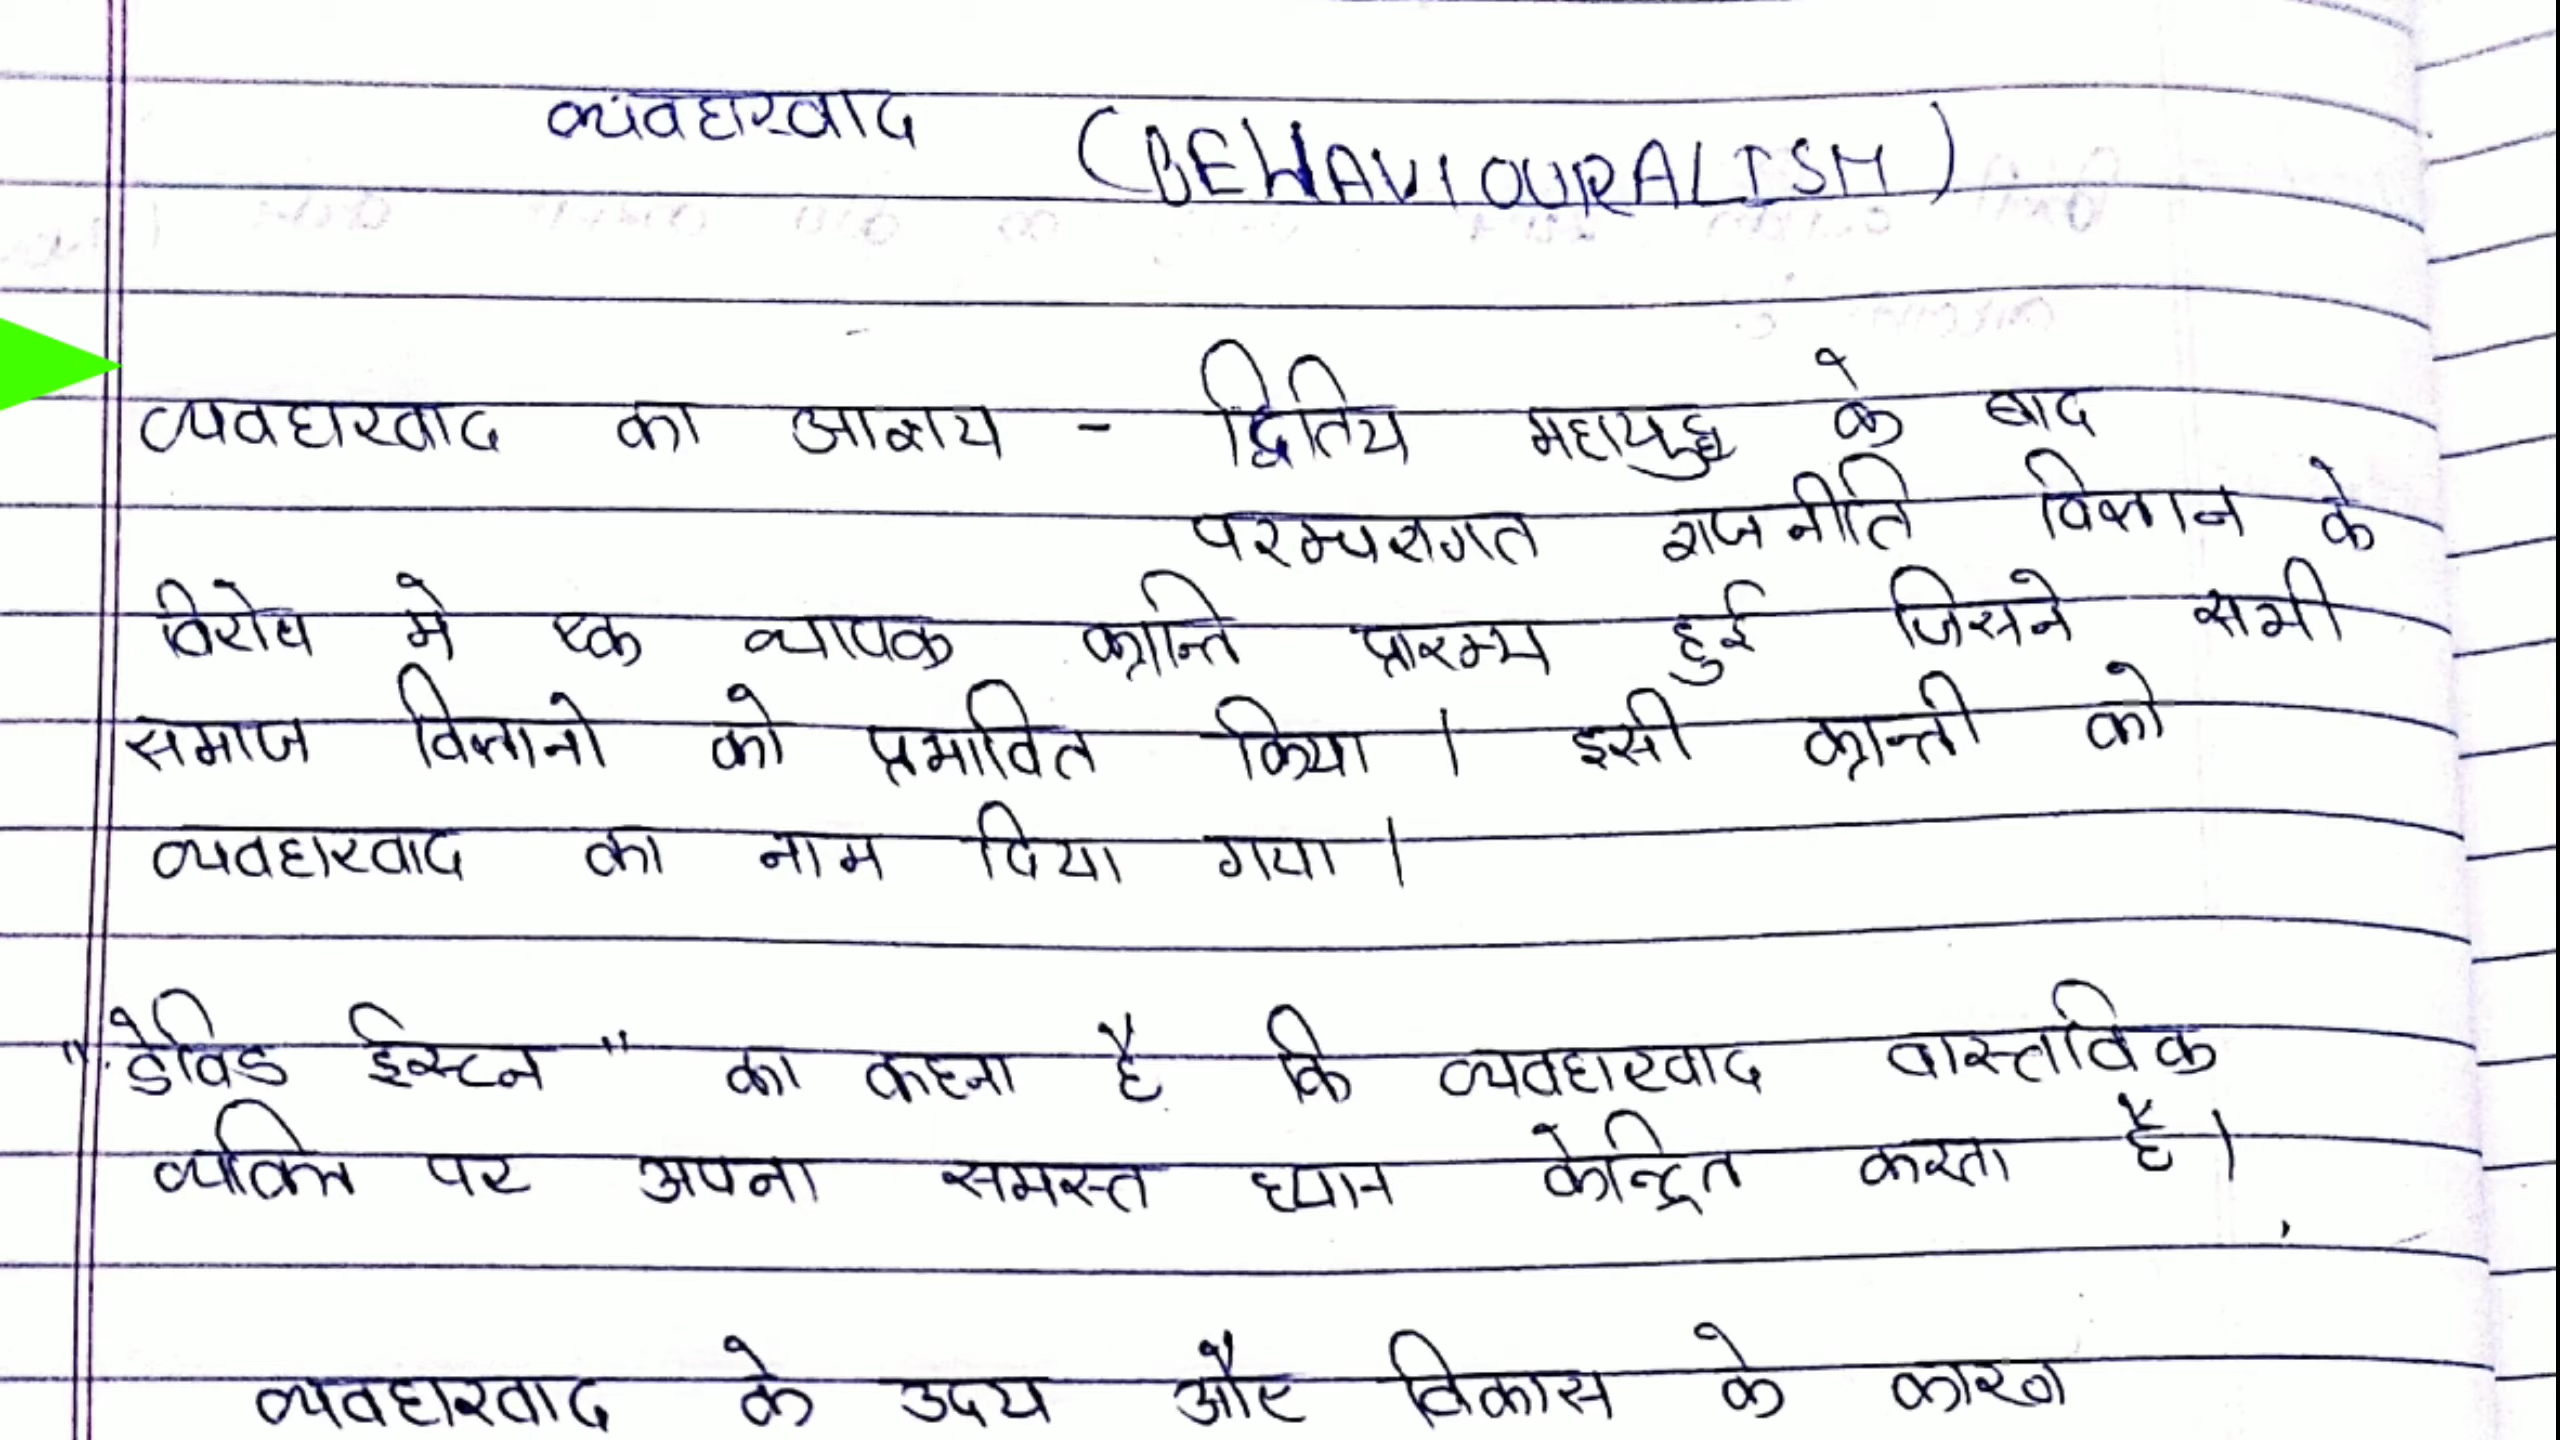 व्यवहारवाद (BEHAVIOURALISM)
व्यवहारवाद का आशय - द्वितिय महायुद्ध के बाद
परम्परागत राजनीति विज्ञान के
विरोध मे एक व्यापक क्रान्ति प्रारम्भ हुई जिसने सभी
समाज विज्ञानो को प्रभावित किया । इसी क्रान्ती को
व्यवहारवाद का नाम दिया गया ।
"डेविड ईस्टन" का कहना है कि व्यवहारवाद वास्तविक
व्यक्ति पर अपना समस्त ध्यान केन्द्रित करता है ।
व्यवहारवाद के उदय और विकास के कारण